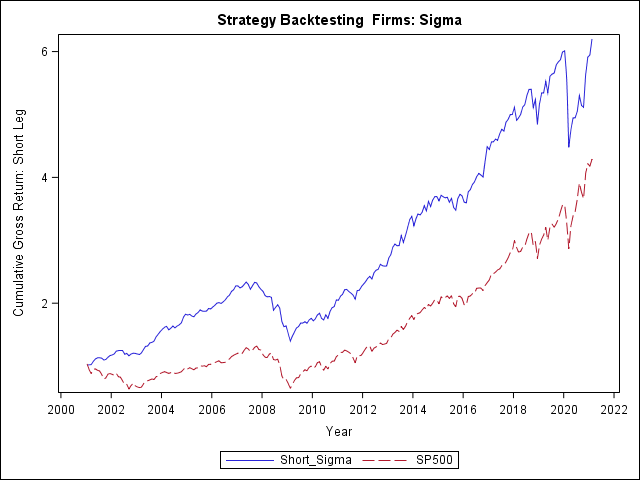 Strategy Backtesting  Firms: Sigma
Cumulative Gross Return: Short Leg
6
4
2
2000 2002 2004 2006 2008 2010 2012 2014 2016 2018 2020 2022
Year
Short_Sigma SP500